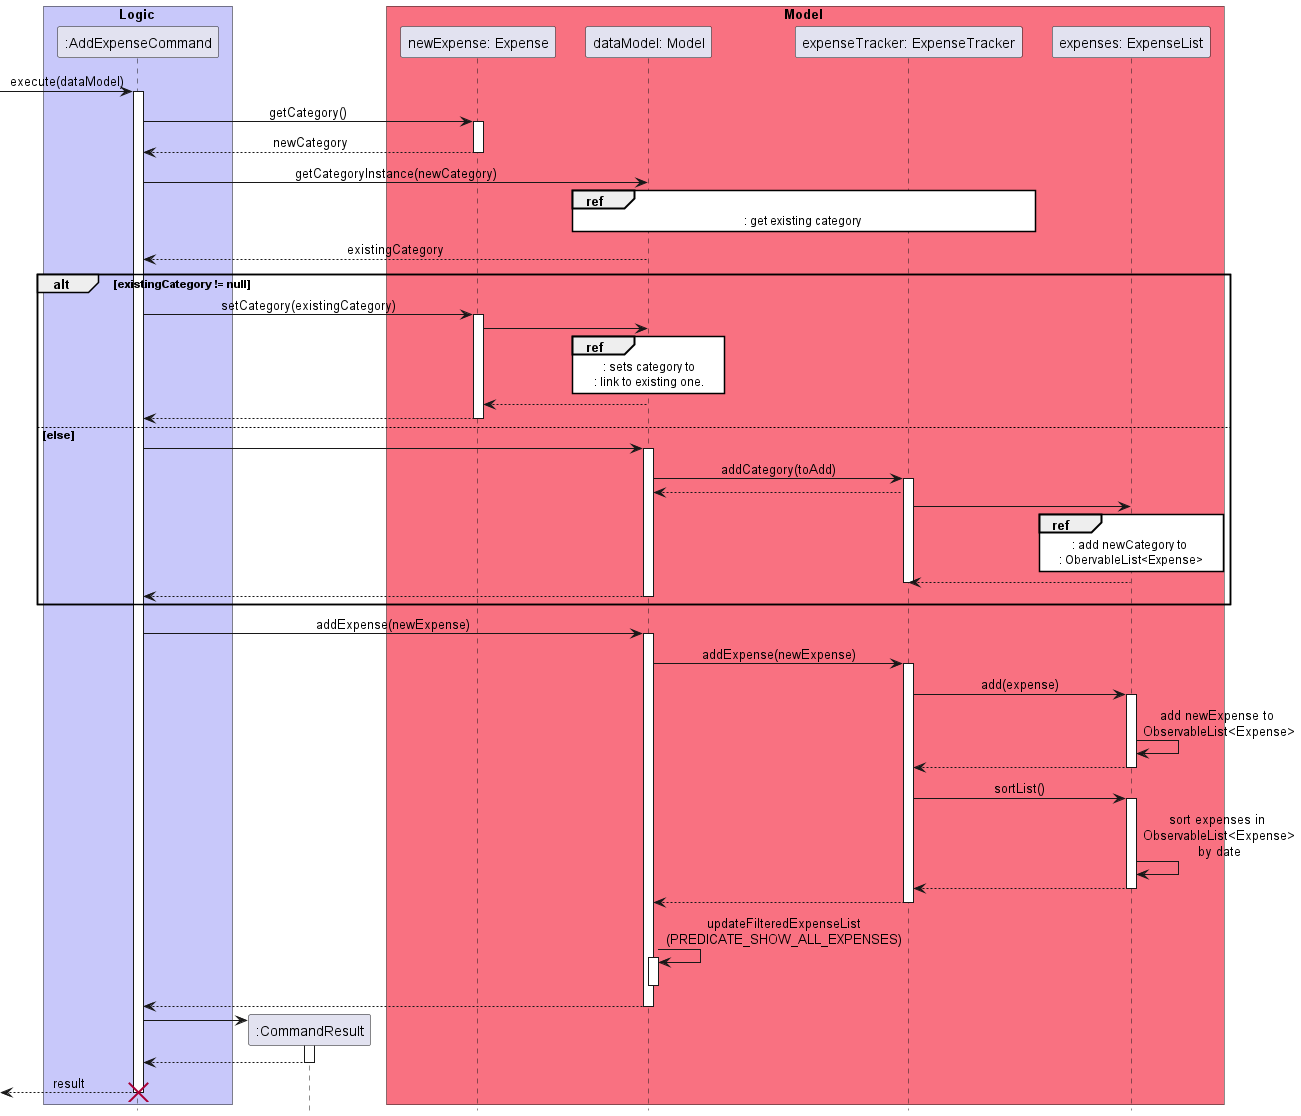 Logic
Model
:AddExpenseCommand
newExpense: Expense
dataModel: Model
expenseTracker: ExpenseTracker
expenses: ExpenseList
execute(dataModel)
getCategory()
newCategory
getCategoryInstance(newCategory)
ref
: get existing category
existingCategory
alt
[existingCategory != null]
setCategory(existingCategory)
ref
: sets category to
: link to existing one.
[else]
addCategory(toAdd)
ref
: add newCategory to
: ObervableList<Expense>
addExpense(newExpense)
addExpense(newExpense)
add(expense)
add newExpense to
ObservableList<Expense>
sortList()
sort expenses in
ObservableList<Expense>
by date
updateFilteredExpenseList
(PREDICATE_SHOW_ALL_EXPENSES)
:CommandResult
result